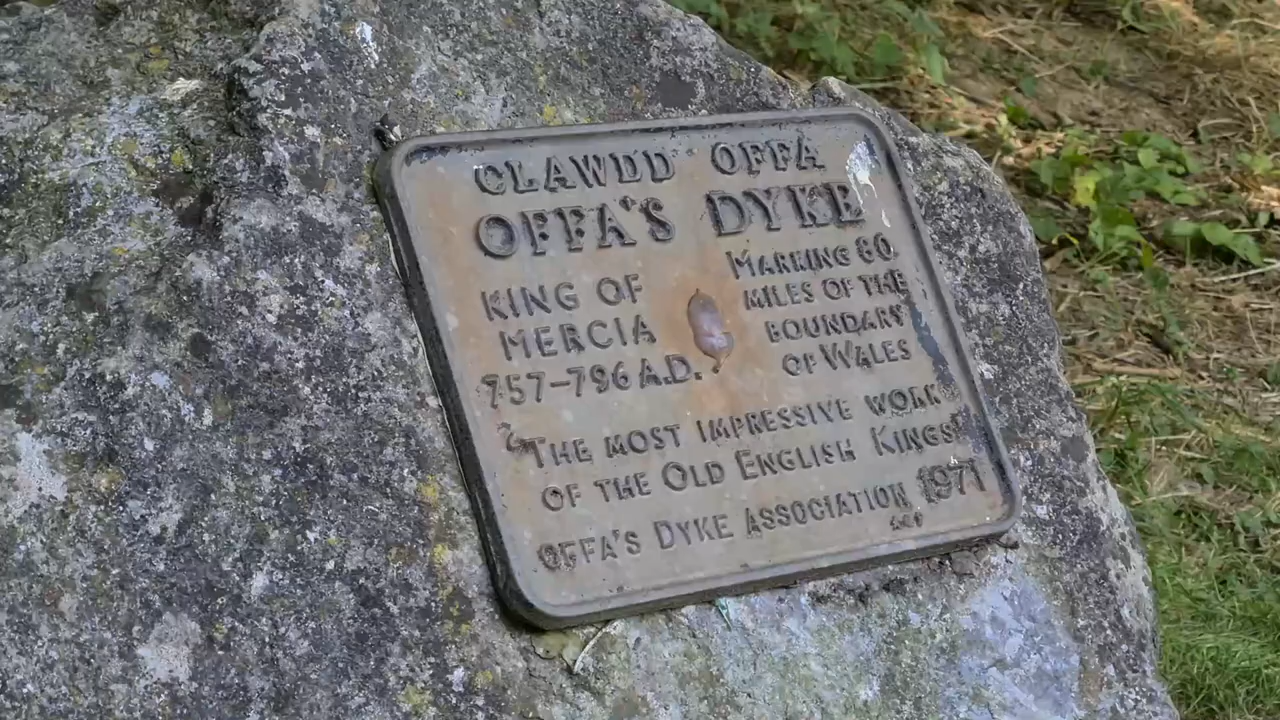 CLAWDD OFFA
OFFA'S DYKE
KING OF
MERCIA
757–796 A.D.
MARKING 80
MILES OF THE
BOUNDARY
OF WALES
"THE MOST IMPRESSIVE WORK
OF THE OLD ENGLISH KINGS"
OFFA'S DYKE ASSOCIATION 1971